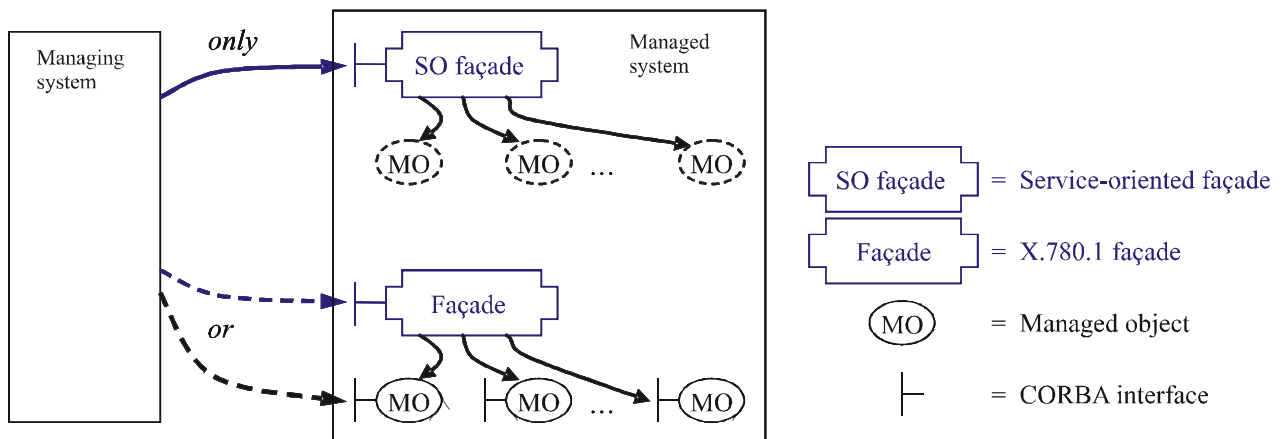 Managing
system
only
Managed
system
SO façade
MO
MO
...
MO
or
Façade
MO
MO
...
MO
SO façade = Service-oriented façade
Façade = X.780.1 façade
MO = Managed object
= CORBA interface